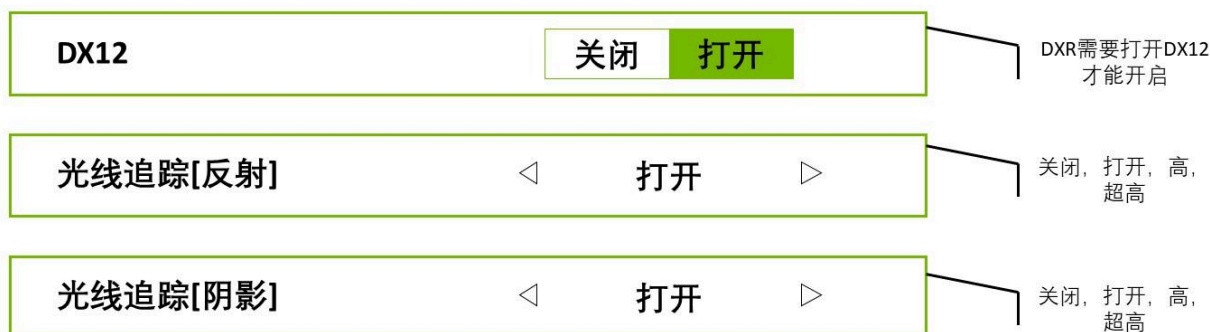 DX12
关闭
打开
DXR需要打开DX12
才能开启
光线追踪[反射]
打开
关闭，打开，高，
超高
光线追踪[阴影]
打开
关闭，打开，高，
超高